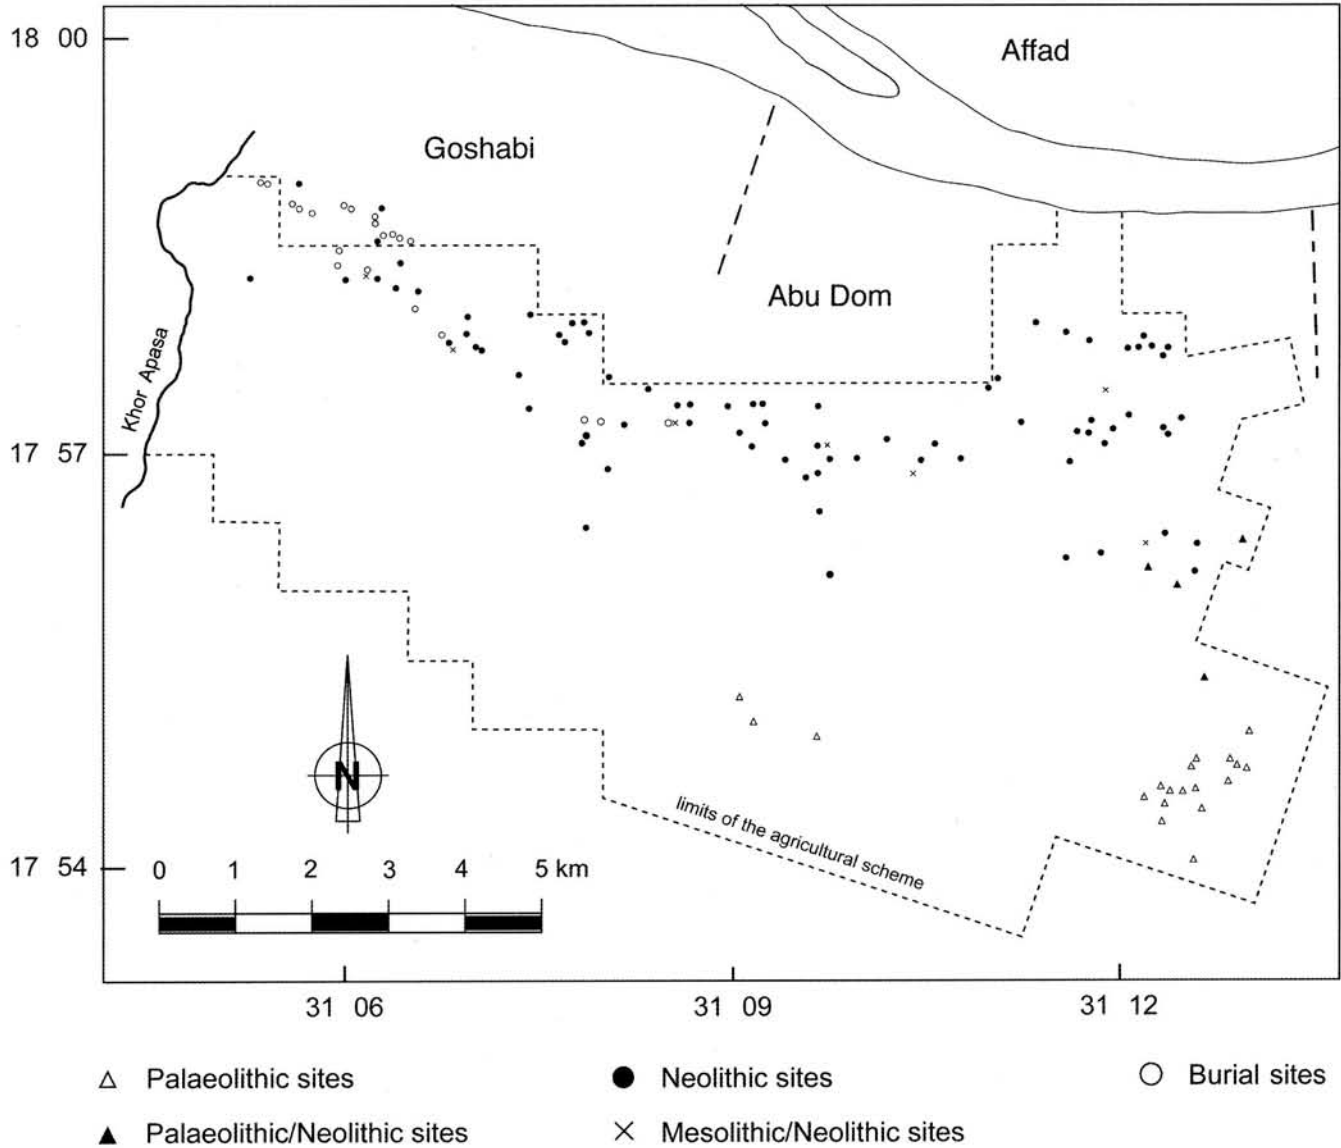 18 00
Affad
Goshabi
Abu Dom
Khor Apasa
17 57
N
limits of the agricultural scheme
17 54
0 1 2 3 4 5 km
31 06 31 09 31 12
Palaeolithic sites Neolithic sites Burial sites
Palaeolithic/Neolithic sites Mesolithic/Neolithic sites